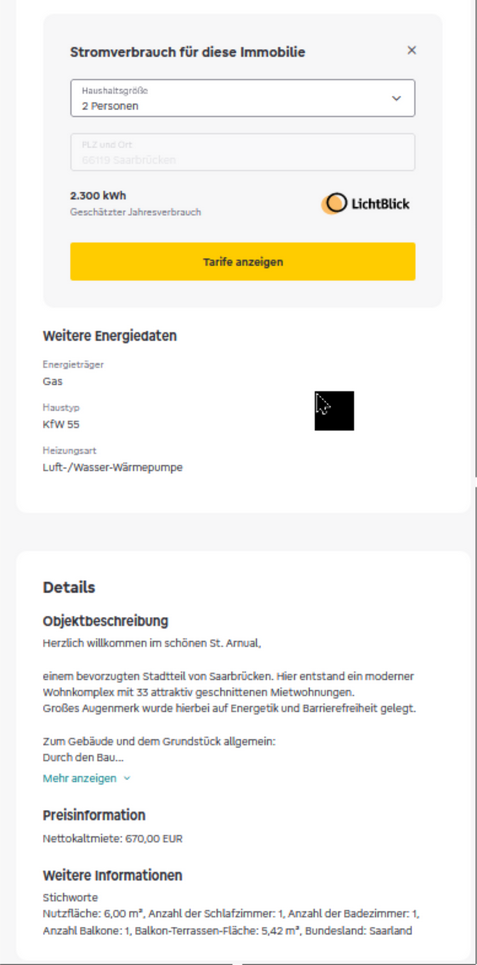 Stromverbrauch für diese Immobilie
Haushaltsgröße
2 Personen
PLZ und Ort
66119 Saarbrücken
2.300 kWh
Geschätzter Jahresverbrauch
LichtBlick
Tarife anzeigen
Weitere Energiedaten
Energieträger
Gas
Haustyp
KfW 55
Heizungsart
Luft-/Wasser-Wärmepumpe
Details
Objektbeschreibung
Herzlich willkommen im schönen St. Arnual,
einem bevorzugten Stadtteil von Saarbrücken. Hier entstand ein moderner
Wohnkomplex mit 33 attraktiv geschnittenen Mietwohnungen.
Großes Augenmerk wurde hierbei auf Energetik und Barrierefreiheit gelegt.
Zum Gebäude und dem Grundstück allgemein:
Durch den Bau...
Mehr anzeigen
Preisinformation
Nettokaltmiete: 670,00 EUR
Weitere Informationen
Stichworte
Nutzfläche: 6,00 m², Anzahl der Schlafzimmer: 1, Anzahl der Badezimmer: 1,
Anzahl Balkone: 1, Balkon-Terrassen-Fläche: 5,42 m², Bundesland: Saarland